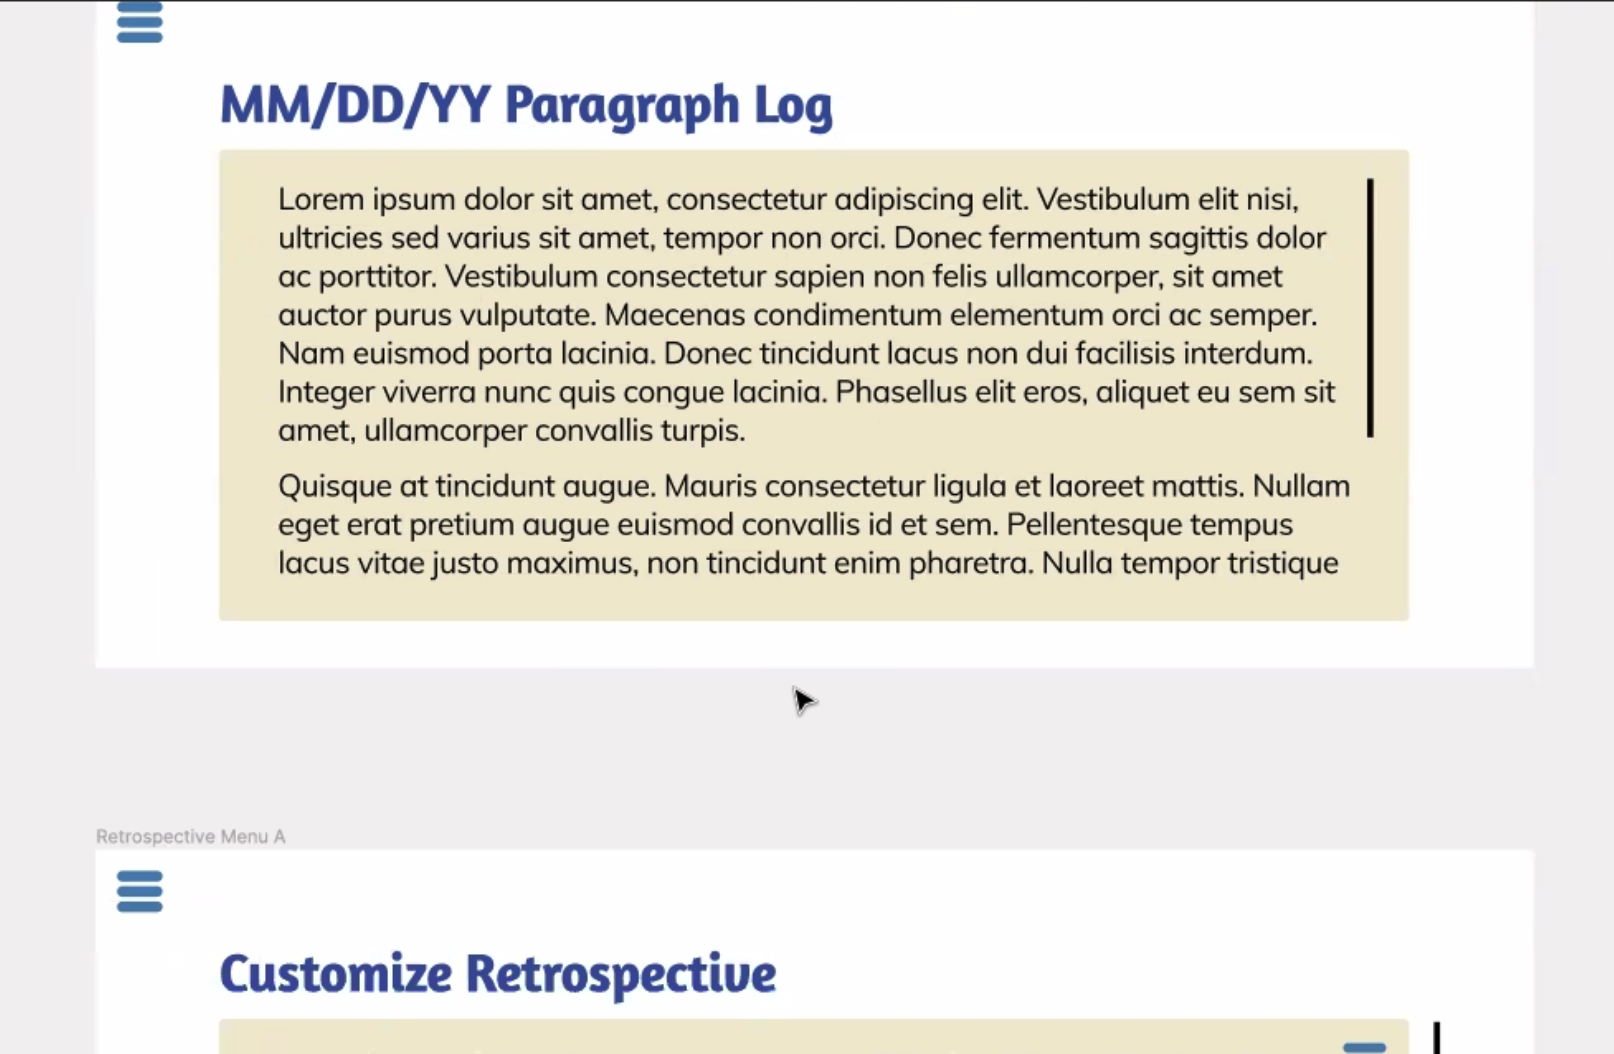 MM/DD/YY Paragraph Log
Lorem ipsum dolor sit amet, consectetur adipiscing elit. Vestibulum elit nisi,
ultricies sed varius sit amet, tempor non orci. Donec fermentum sagittis dolor
ac porttitor. Vestibulum consectetur sapien non felis ullamcorper, sit amet
auctor purus vulputate. Maecenas condimentum elementum orci ac semper.
Nam euismod porta lacinia. Donec tincidunt lacus non dui facilisis interdum.
Integer viverra nunc quis congue lacinia. Phasellus elit eros, aliquet eu sem sit
amet, ullamcorper convallis turpis.
Quisque at tincidunt augue. Mauris consectetur ligula et laoreet mattis. Nullam
eget erat pretium augue euismod convallis id et sem. Pellentesque tempus
lacus vitae justo maximus, non tincidunt enim pharetra. Nulla tempor tristique
Retrospective Menu A
Customize Retrospective